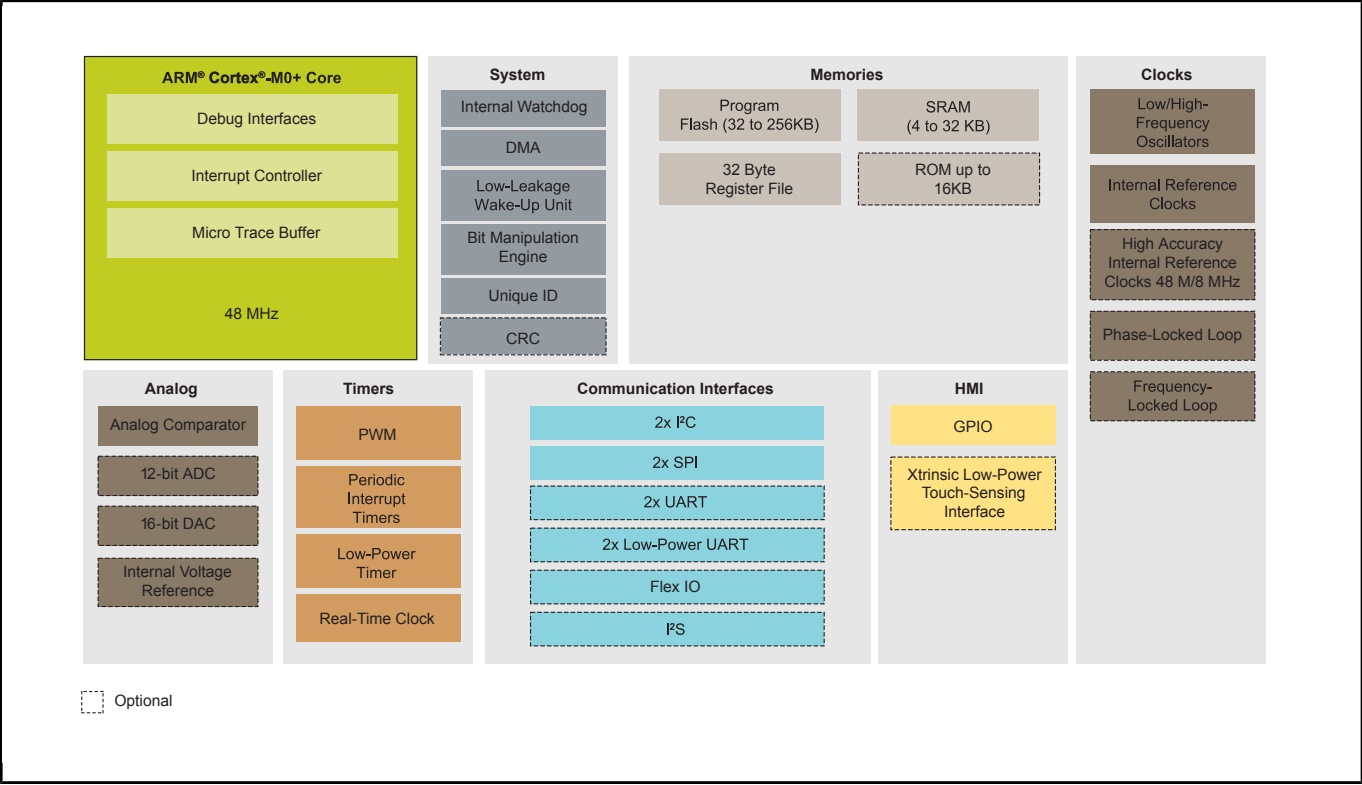 ARM® Cortex®-M0+ Core
Debug Interfaces
Interrupt Controller
Micro Trace Buffer
48 MHz
System
Internal Watchdog
DMA
Low-Leakage
Wake-Up Unit
Bit Manipulation
Engine
Unique ID
CRC
Memories
Program
Flash (32 to 256KB)
SRAM
(4 to 32 KB)
32 Byte
Register File
ROM up to
16KB
Clocks
Low/High-
Frequency
Oscillators
Internal Reference
Clocks
High Accuracy
Internal Reference
Clocks 48 M/8 MHz
Phase-Locked Loop
Frequency-
Locked Loop
Analog
Analog Comparator
12-bit ADC
16-bit DAC
Internal Voltage
Reference
Timers
PWM
Periodic
Interrupt
Timers
Low-Power
Timer
Real-Time Clock
Communication Interfaces
2x I²C
2x SPI
2x UART
2x Low-Power UART
Flex IO
I²S
HMI
GPIO
Xtrinsic Low-Power
Touch-Sensing
Interface
Optional